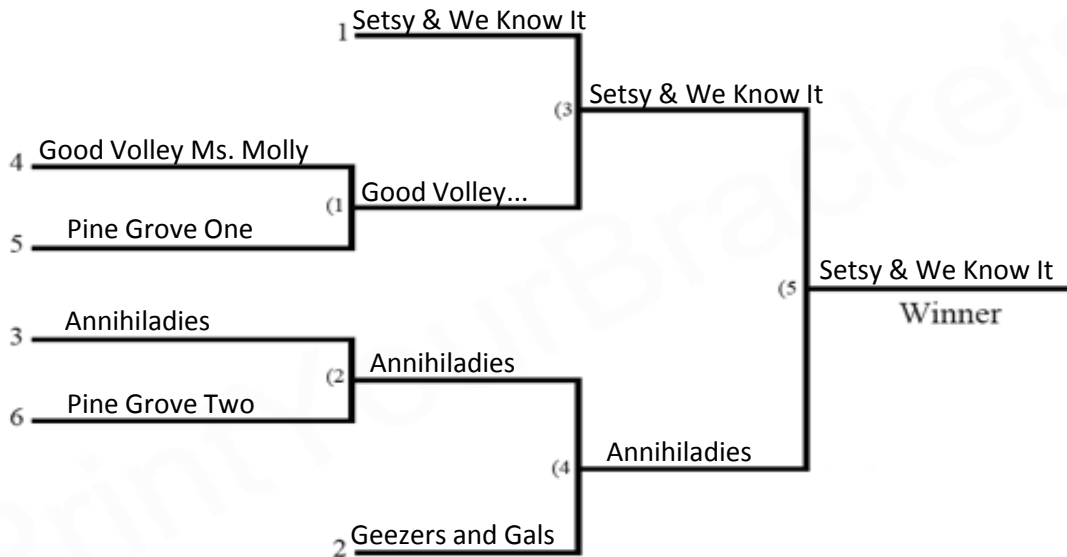 1 Setsy & We Know It
(3 Setsy & We Know It
4 Good Volley Ms. Molly
(1 Good Volley...
5 Pine Grove One
(5 Setsy & We Know It
Winner
3 Annihiladies
(2 Annihiladies
6 Pine Grove Two
(4 Annihiladies
2 Geezers and Gals
PrintYourBrackets